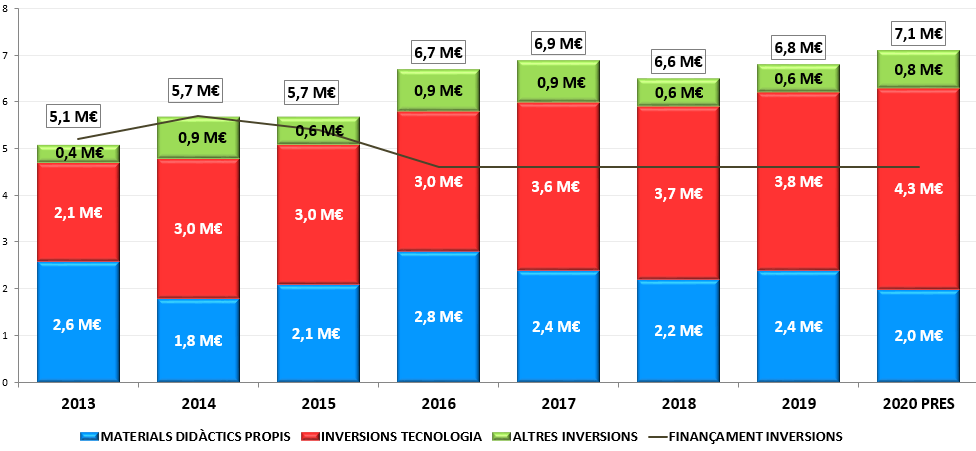 8
7
6
5
4
3
2
1
0
5,1 M€
5,7 M€
5,7 M€
6,7 M€
6,9 M€
6,6 M€
6,8 M€
7,1 M€
0,4 M€
0,9 M€
0,6 M€
0,9 M€
0,9 M€
0,6 M€
0,6 M€
0,8 M€
2,1 M€
3,0 M€
3,0 M€
3,0 M€
3,6 M€
3,7 M€
3,8 M€
4,3 M€
2,6 M€
1,8 M€
2,1 M€
2,8 M€
2,4 M€
2,2 M€
2,4 M€
2,0 M€
2013 2014 2015 2016 2017 2018 2019 2020 PRES
MATERIALS DIDÀCTICS PROPIS INVERSIONS TECNOLOGIA ALTRES INVERSIONS FINANÇAMENT INVERSIONS